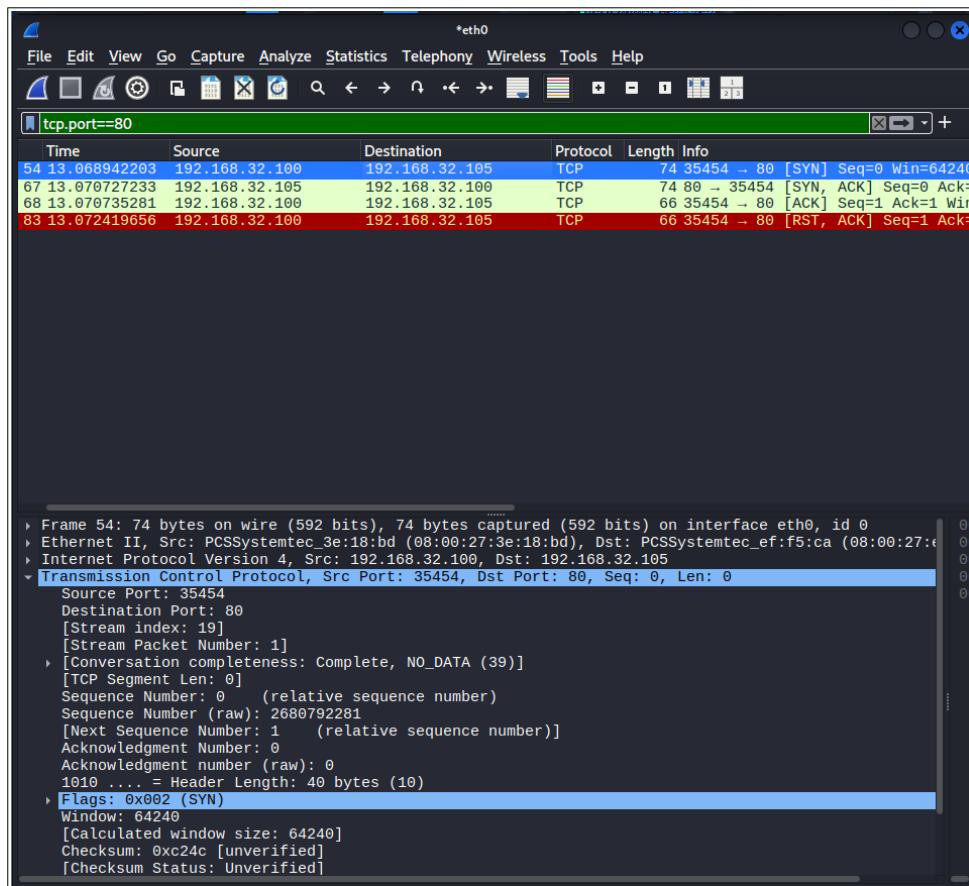 *eth0
File Edit View Go Capture Analyze Statistics Telephony Wireless Tools Help
tcp.port==80
Time Source Destination Protocol Length Info
54 13.068942203 192.168.32.100 192.168.32.105 TCP 74 35454 → 80 [SYN] Seq=0 Win=64240
67 13.070727233 192.168.32.105 192.168.32.100 TCP 74 80 → 35454 [SYN, ACK] Seq=0 Ack=
68 13.070735281 192.168.32.100 192.168.32.105 TCP 66 35454 → 80 [ACK] Seq=1 Ack=1 Win
83 13.072419656 192.168.32.100 192.168.32.105 TCP 66 35454 → 80 [RST, ACK] Seq=1 Ack=
Frame 54: 74 bytes on wire (592 bits), 74 bytes captured (592 bits) on interface eth0, id 0
Ethernet II, Src: PCSSystemtec_3e:18:bd (08:00:27:3e:18:bd), Dst: PCSSystemtec_ef:f5:ca (08:00:27:e
Internet Protocol Version 4, Src: 192.168.32.100, Dst: 192.168.32.105
Transmission Control Protocol, Src Port: 35454, Dst Port: 80, Seq: 0, Len: 0
Source Port: 35454
Destination Port: 80
[Stream index: 19]
[Stream Packet Number: 1]
[Conversation completeness: Complete, NO_DATA (39)]
[TCP Segment Len: 0]
Sequence Number: 0 (relative sequence number)
Sequence Number (raw): 2680792281
[Next Sequence Number: 1 (relative sequence number)]
Acknowledgment Number: 0
Acknowledgment number (raw): 0
1010 .... = Header Length: 40 bytes (10)
Flags: 0x002 (SYN)
Window: 64240
[Calculated window size: 64240]
Checksum: 0xc24c [unverified]
[Checksum Status: Unverified]